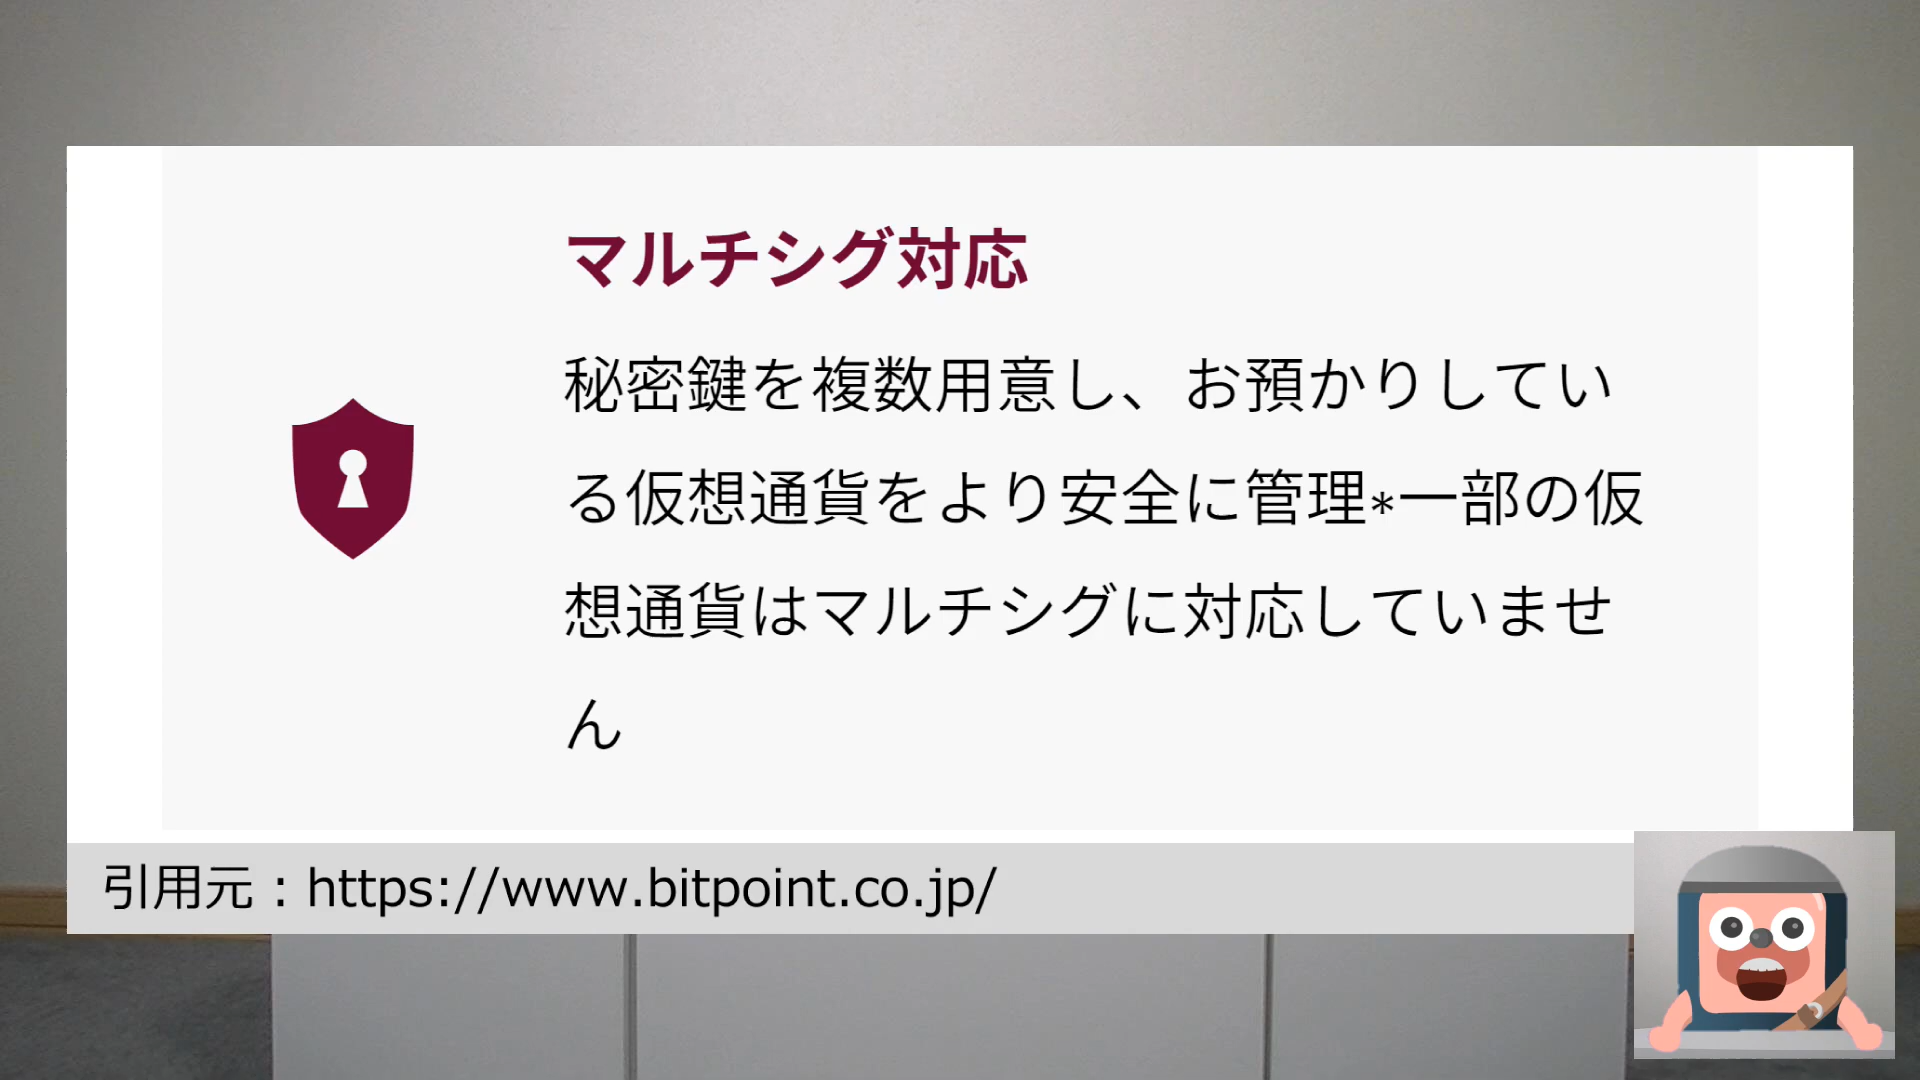 マルチシグ対応
秘密鍵を複数用意し、お預かりしてい
る仮想通貨をより安全に管理*一部の仮
想通貨はマルチシグに対応していませ
ん
引用元：https://www.bitpoint.co.jp/